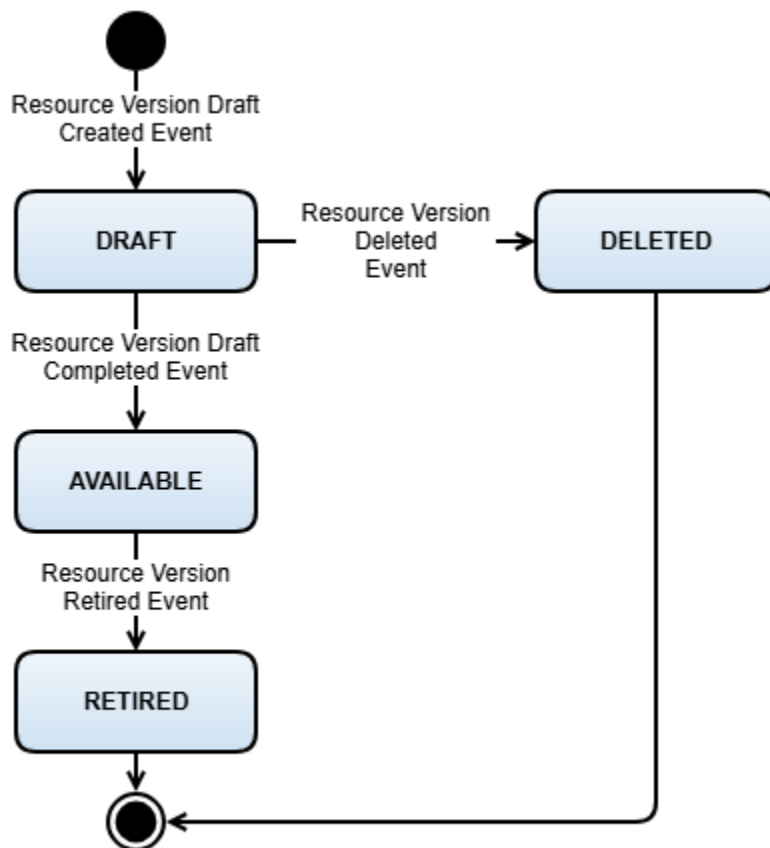 Resource Version Draft
Created Event
DRAFT
Resource Version
Deleted
Event
DELETED
Resource Version Draft
Completed Event
AVAILABLE
Resource Version
Retired Event
RETIRED